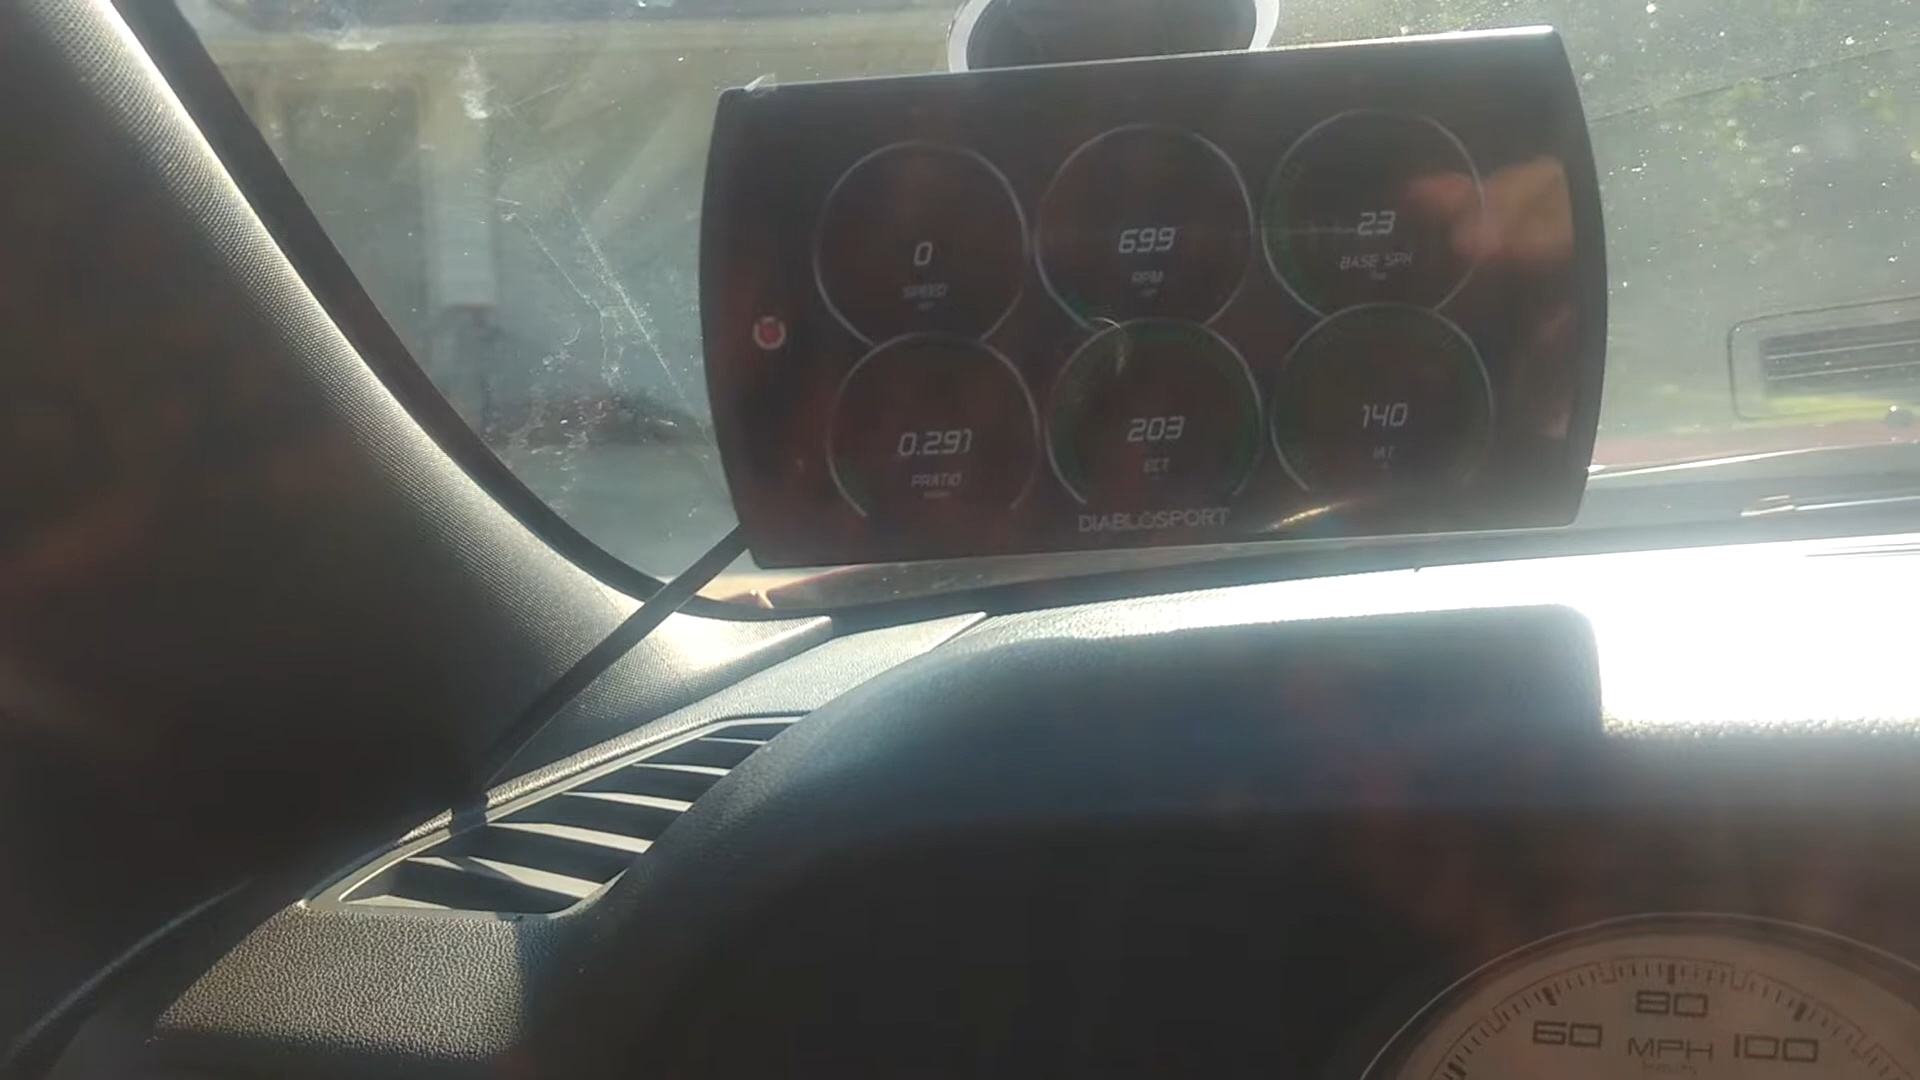 0
SPEED
699
RPM
23
BASE SPK
0.291
PRATIO
203
ECT
140
IAT
DIABLOSPORT
60 80 100
MPH
km/h